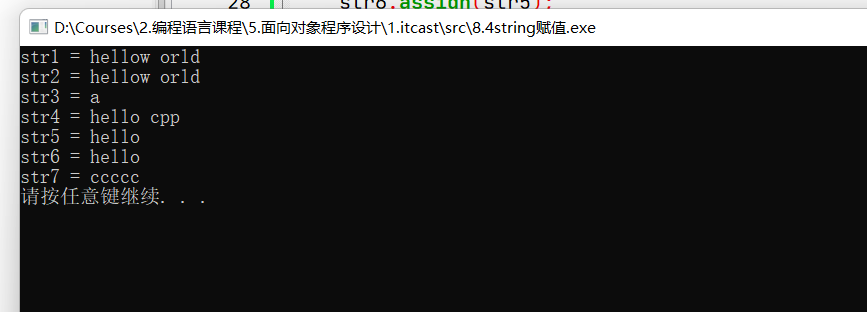 28 str6.assign(str5);
D:\Courses\2.编程语言课程\5.面向对象程序设计\1.itcast\src\8.4string赋值.exe
str1 = hellow orld
str2 = hellow orld
str3 = a
str4 = hello cpp
str5 = hello
str6 = hello
str7 = ccccc
请按任意键继续. . .